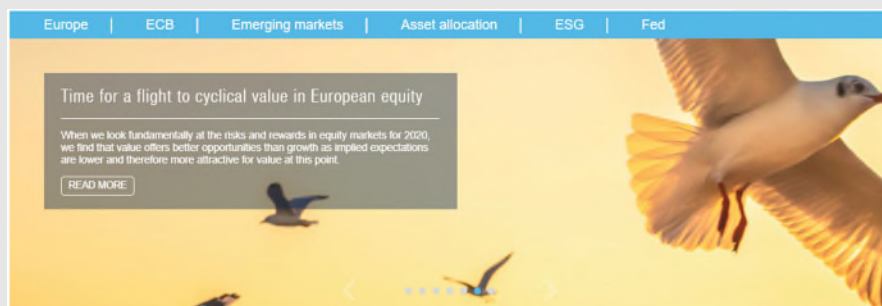 Europe | ECB | Emerging markets | Asset allocation | ESG | Fed
Time for a flight to cyclical value in European equity
When we look fundamentally at the risks and rewards in equity markets for 2020,
we find that value offers better opportunities than growth as implied expectations
are lower and therefore more attractive for value at this point.
READ MORE